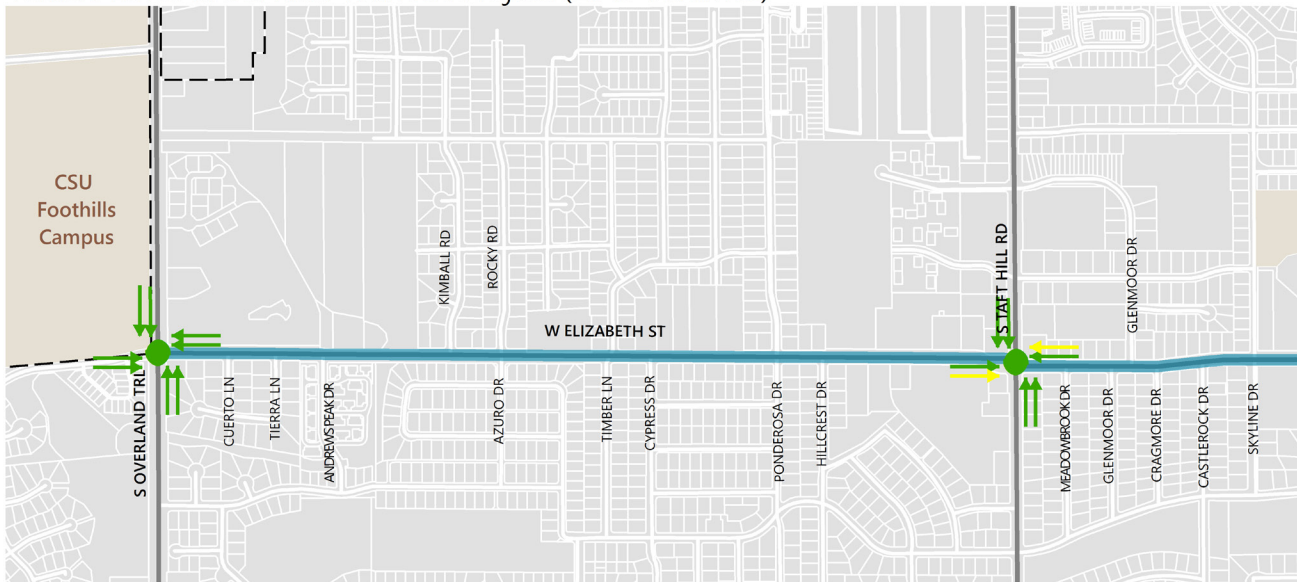 CSU
Foothills
Campus
KIMBALL RD
ROCKY RD
S TAFT HILL RD
GLENMOOR DR
W ELIZABETH ST
S OVERLAND TRL
CUERTO LN
TIERRA LN
ANDREWS PEAK DR
AZURO DR
TIMBER LN
CYPRESS DR
PONDEROSA DR
HILLCREST DR
MEADOWBROOK DR
GLENMOOR DR
CRAGMORE DR
CASTLEROCK DR
SKYLINE DR